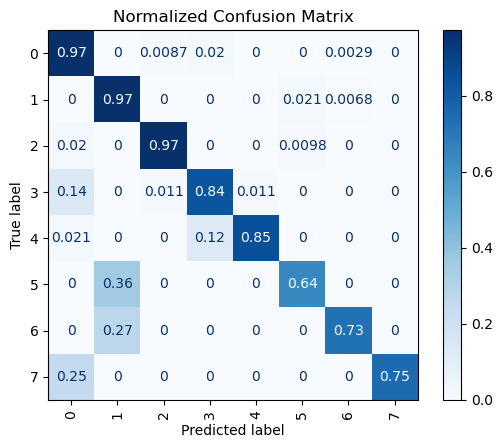 Normalized Confusion Matrix
True label
0 0.97 0 0.0087 0.02 0 0 0.0029 0
1 0 0.97 0 0 0 0.021 0.0068 0
2 0.02 0 0.97 0 0 0.0098 0 0
3 0.14 0 0.011 0.84 0.011 0 0 0
4 0.021 0 0 0.12 0.85 0 0 0
5 0 0.36 0 0 0 0.64 0 0
6 0 0.27 0 0 0 0 0.73 0
7 0.25 0 0 0 0 0 0 0.75
0 1 2 3 4 5 6 7
Predicted label
0.8
0.6
0.4
0.2
0.0